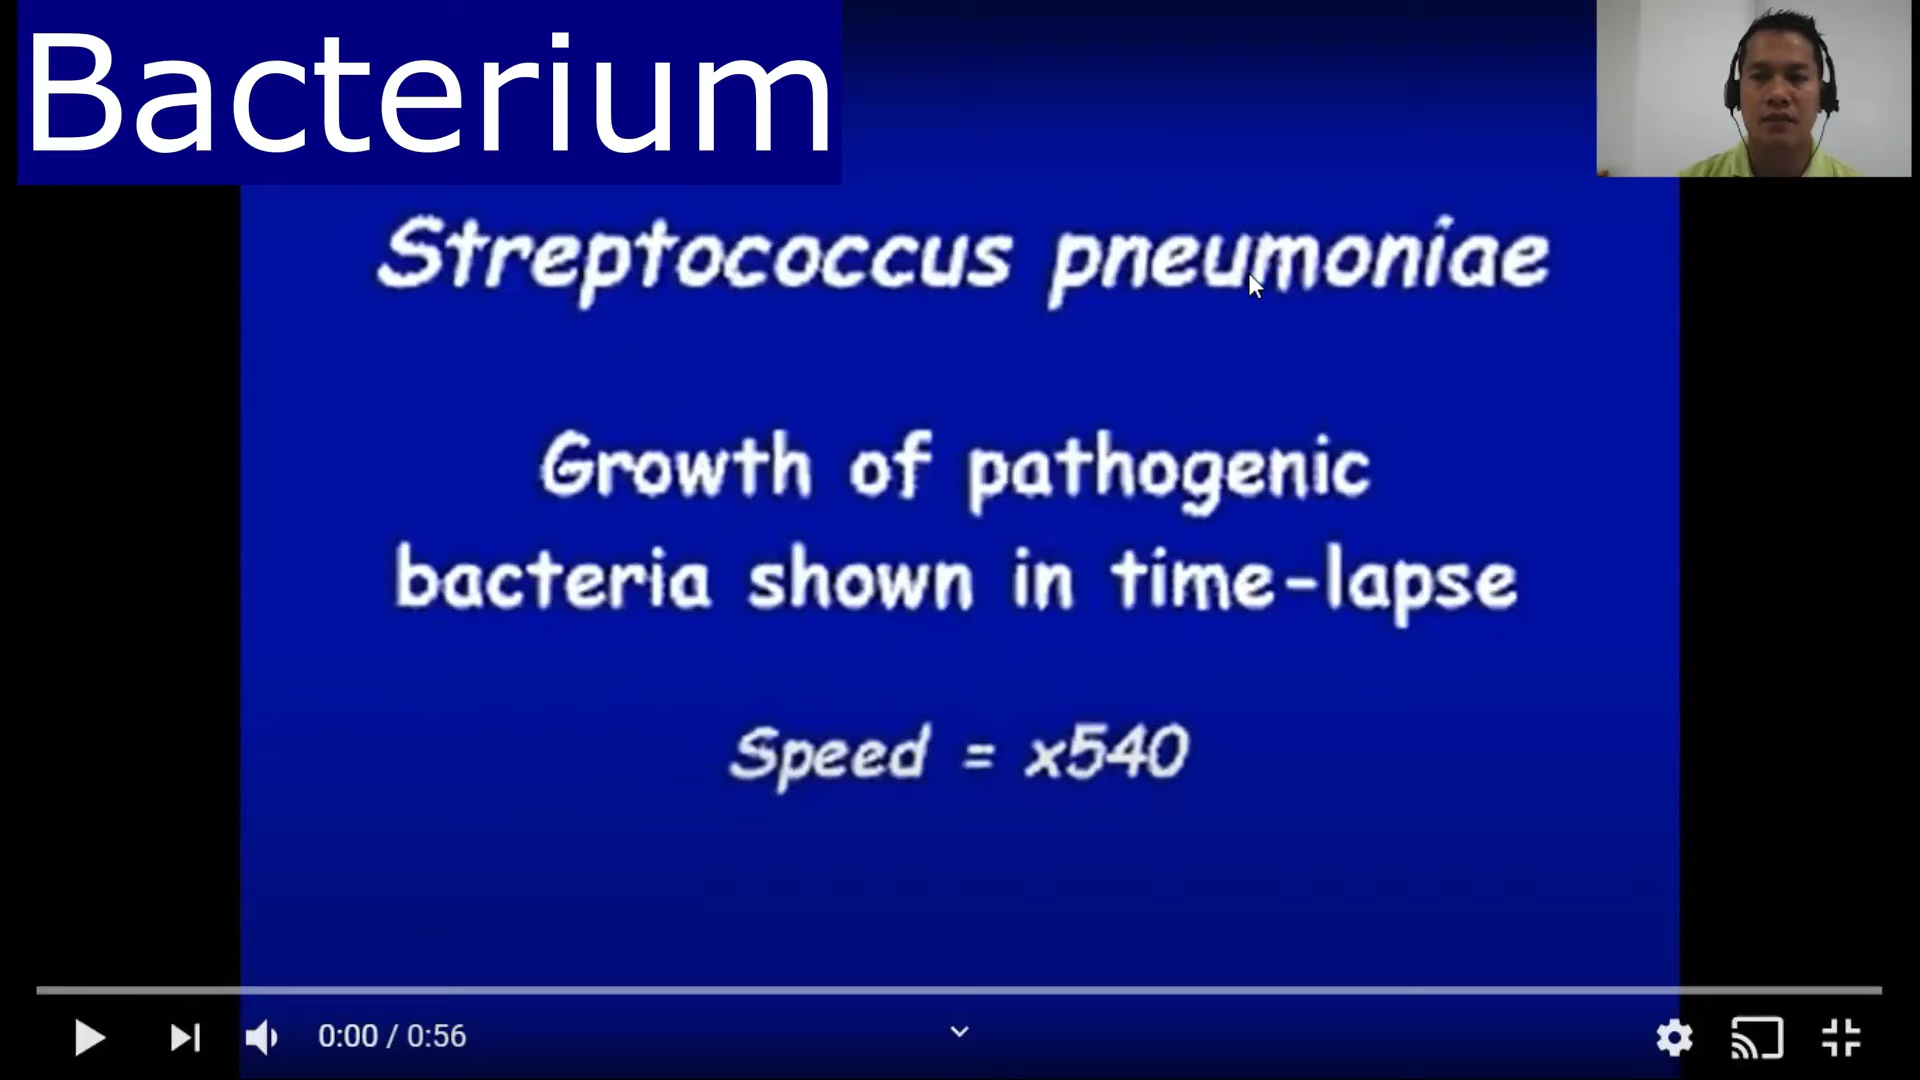 Bacterium
Streptococcus pneumoniae
Growth of pathogenic
bacteria shown in time-lapse
Speed = x540
0:00 / 0:56